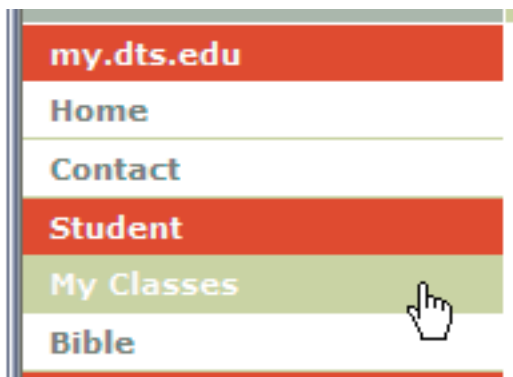 my.dts.edu
Home
Contact
Student
My Classes
Bible